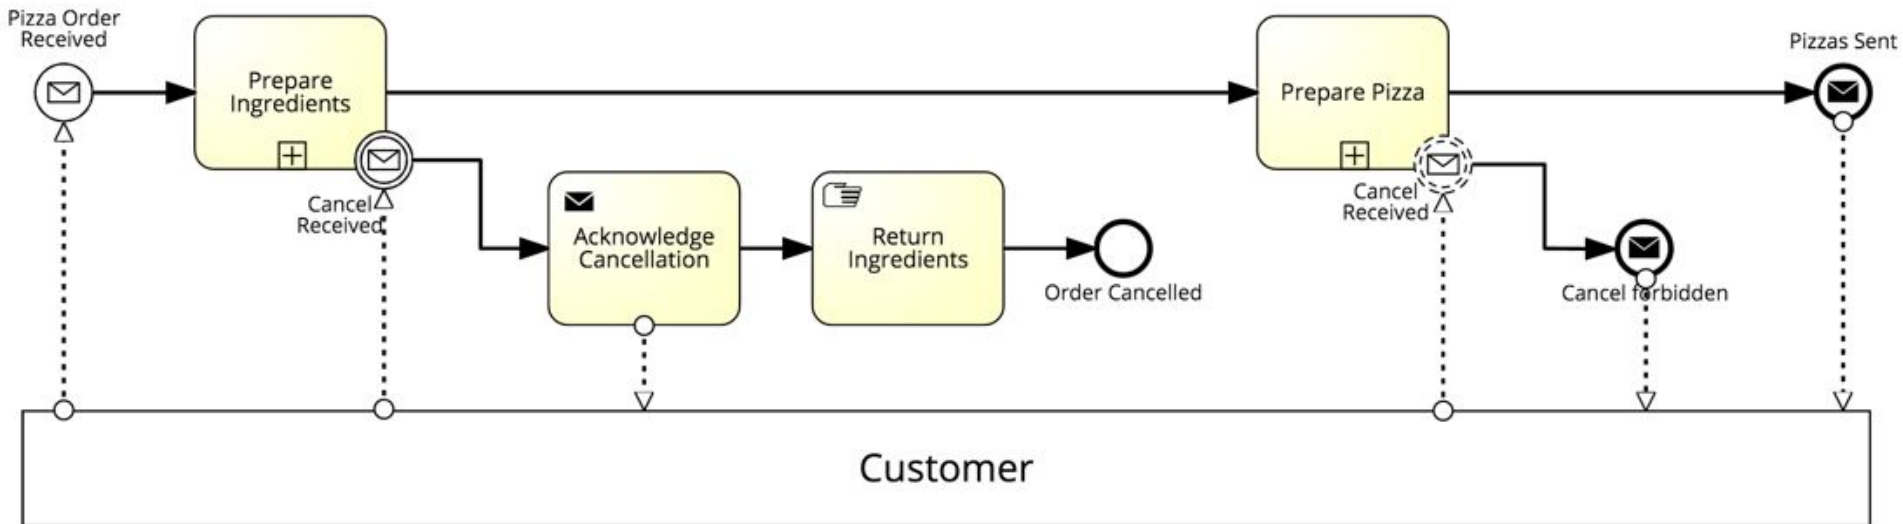 Pizza Order
Received
Prepare
Ingredients
Cancel
Received
Acknowledge
Cancellation
Return
Ingredients
Order Cancelled
Prepare Pizza
Cancel
Received
Cancel forbidden
Pizzas Sent
Customer